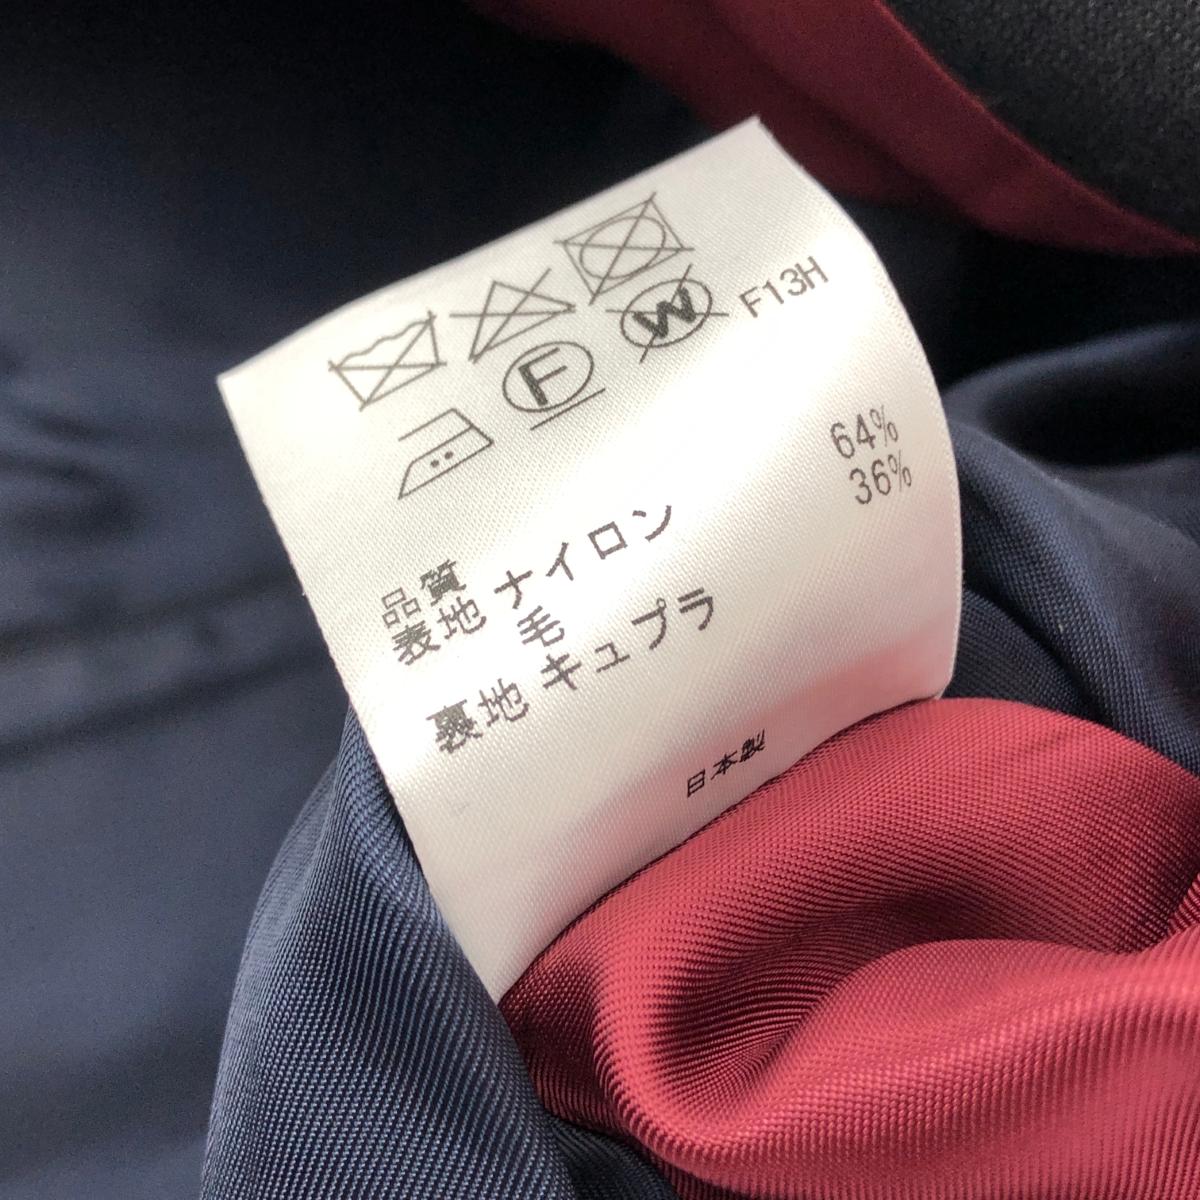 W F13H
F
品質
表地 ナイロン 64%
毛 36%
裏地 キュプラ
日本製